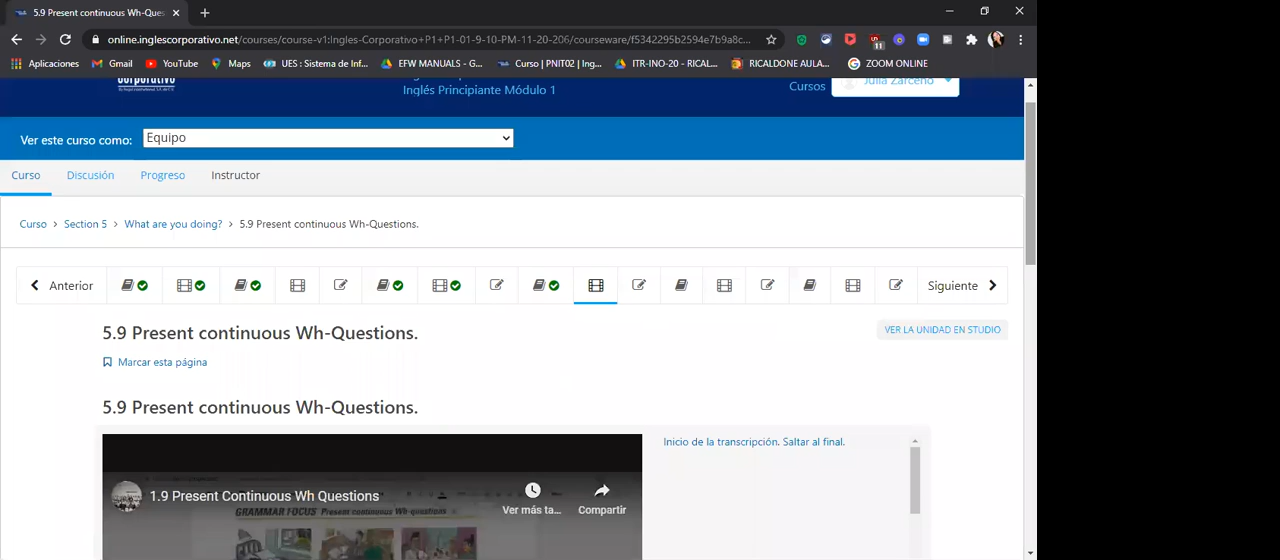 5.9 Present continuous Wh-Ques
online.inglescorporativo.net/courses/course-v1:Ingles-Corporativo+P1+P1-01-9-10-PM-11-20-206/courseware/f5342295b2594e7b9a8c...
11
Aplicaciones Gmail YouTube Maps UES : Sistema de Inf... EFW MANUALS - G... Curso | PNIT02 | Ing... ITR-INO-20 - RICAL... RICALDONE AULA... ZOOM ONLINE
corporativo
Inglés Principiante Módulo 1
Cursos Julia Zarceño
Ver este curso como: Equipo
Curso Discusión Progreso Instructor
Curso > Section 5 > What are you doing? > 5.9 Present continuous Wh-Questions.
Anterior Siguiente
5.9 Present continuous Wh-Questions.
VER LA UNIDAD EN STUDIO
Marcar esta página
5.9 Present continuous Wh-Questions.
Inicio de la transcripción. Saltar al final.
1.9 Present Continuous Wh Questions
Ver más ta... Compartir
GRAMMAR FOCUS Present continuous Wh-questions